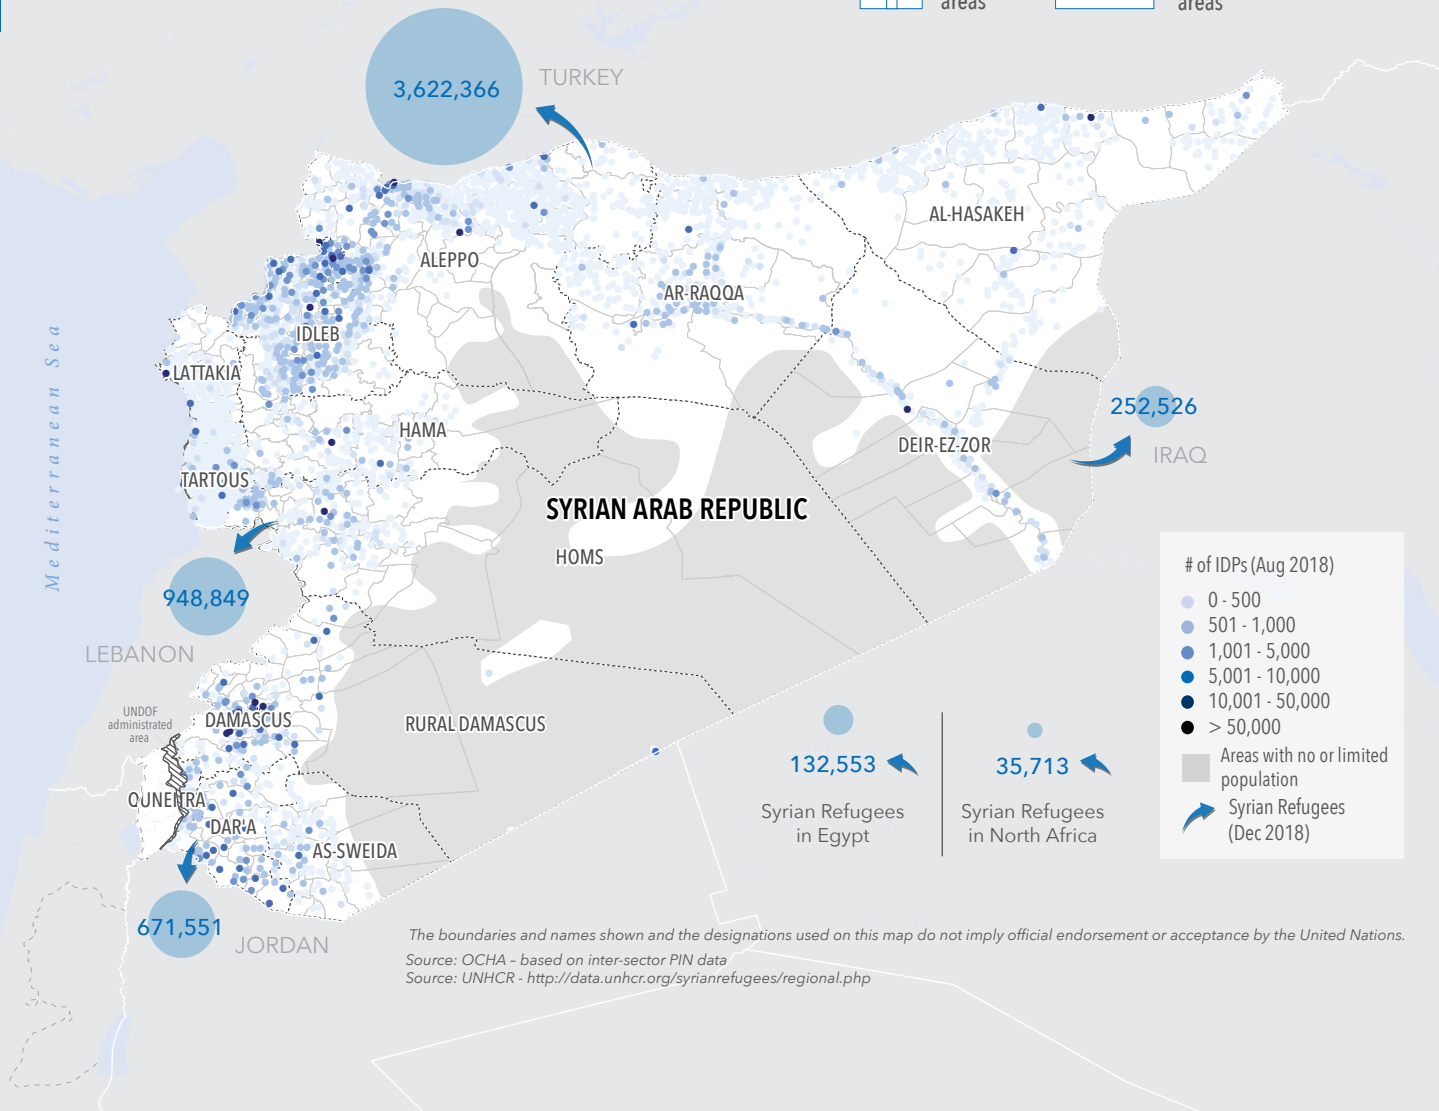 areas
areas
3,622,366
TURKEY
AL-HASAKEH
ALEPPO
AR-RAQQA
IDLEB
LATTAKIA
Mediterranean Sea
252,526
HAMA
DEIR-EZ-ZOR
IRAQ
TARTOUS
SYRIAN ARAB REPUBLIC
HOMS
948,849
LEBANON
# of IDPs (Aug 2018)
0 - 500
501 - 1,000
1,001 - 5,000
5,001 - 10,000
10,001 - 50,000
> 50,000
Areas with no or limited
population
Syrian Refugees
(Dec 2018)
UNDOF
administrated
area
DAMASCUS
RURAL DAMASCUS
132,553
35,713
Syrian Refugees
in Egypt
Syrian Refugees
in North Africa
QUNEITRA
DAR'A
AS-SWEIDA
671,551
JORDAN
The boundaries and names shown and the designations used on this map do not imply official endorsement or acceptance by the United Nations.
Source: OCHA – based on inter-sector PIN data
Source: UNHCR - http://data.unhcr.org/syrianrefugees/regional.php